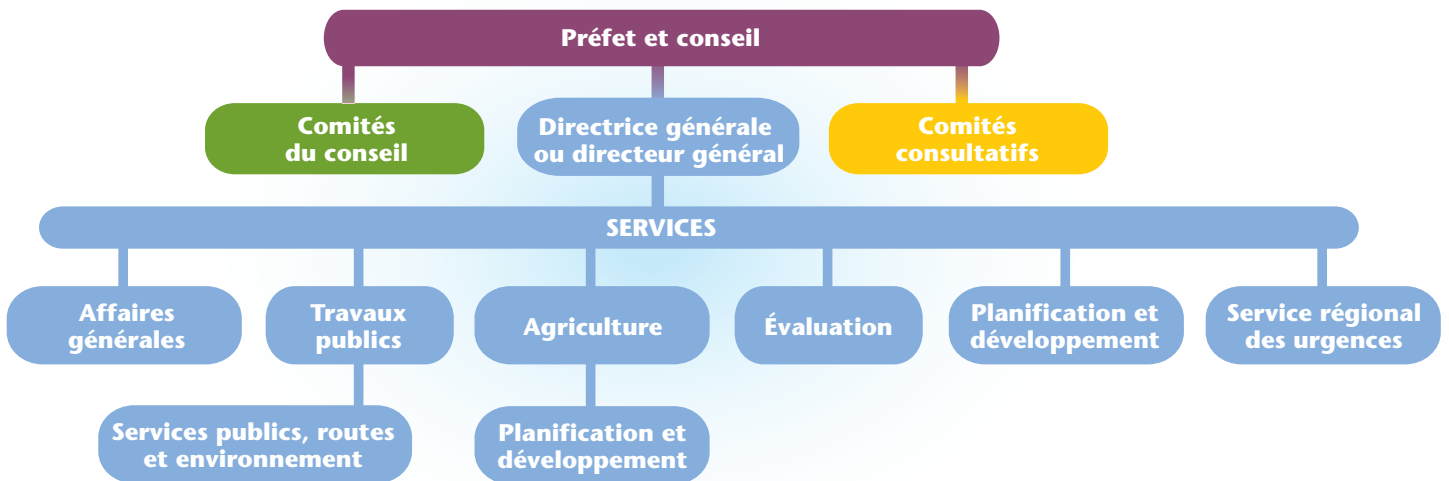 Préfet et conseil
Comités
du conseil
Directrice générale
ou directeur général
Comités
consultatifs
SERVICES
Affaires
générales
Travaux
publics
Agriculture
Évaluation
Planification et
développement
Service régional
des urgences
Services publics, routes
et environnement
Planification et
développement